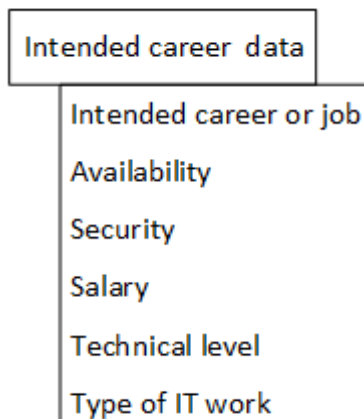 Intended career data
Intended career or job
Availability
Security
Salary
Technical level
Type of IT work